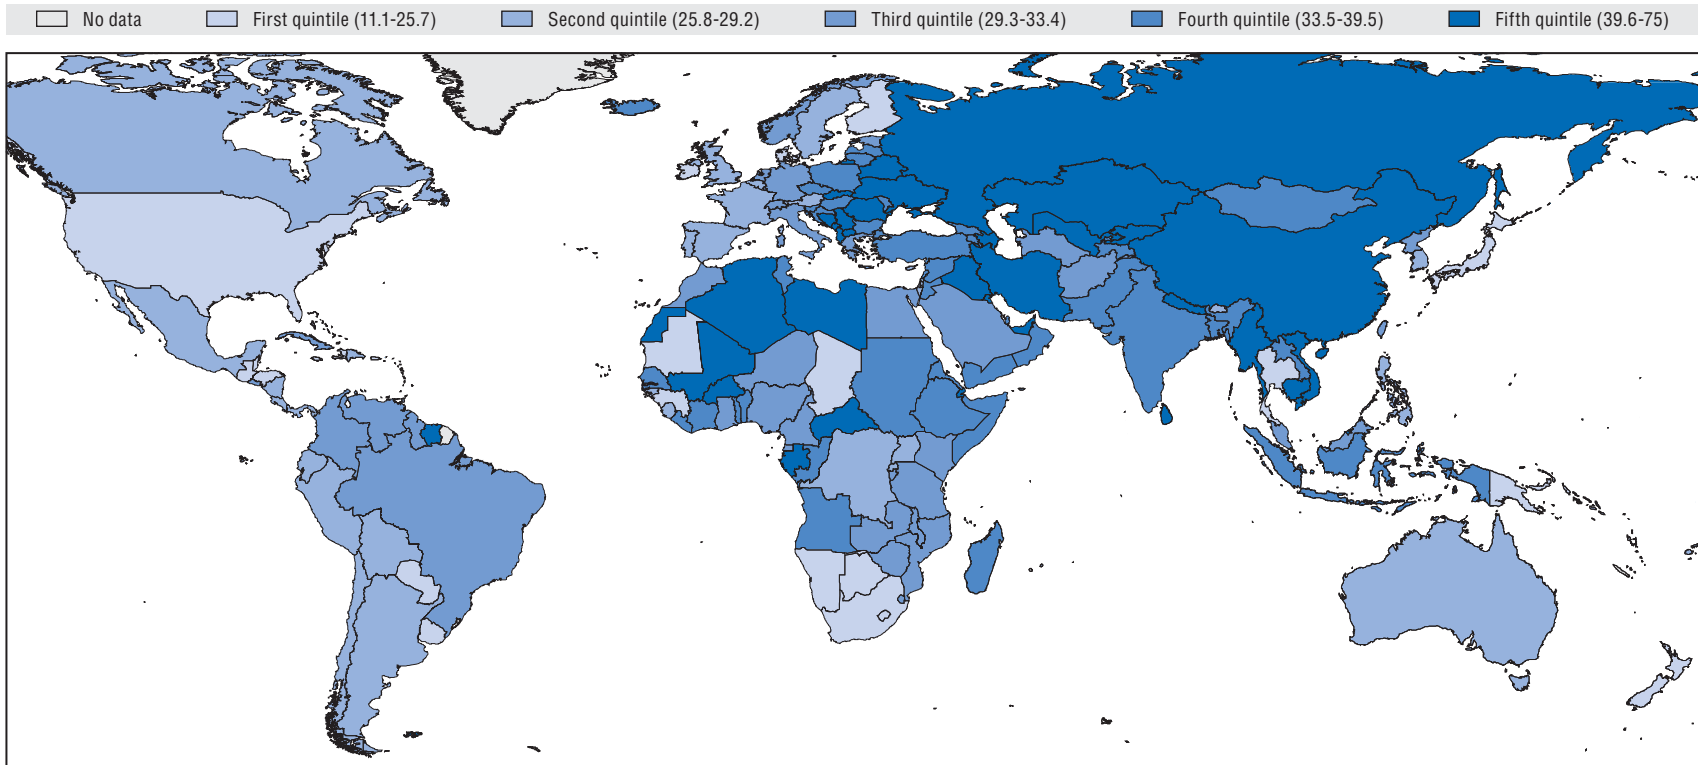 No data First quintile (11.1-25.7) Second quintile (25.8-29.2) Third quintile (29.3-33.4) Fourth quintile (33.5-39.5) Fifth quintile (39.6-75)